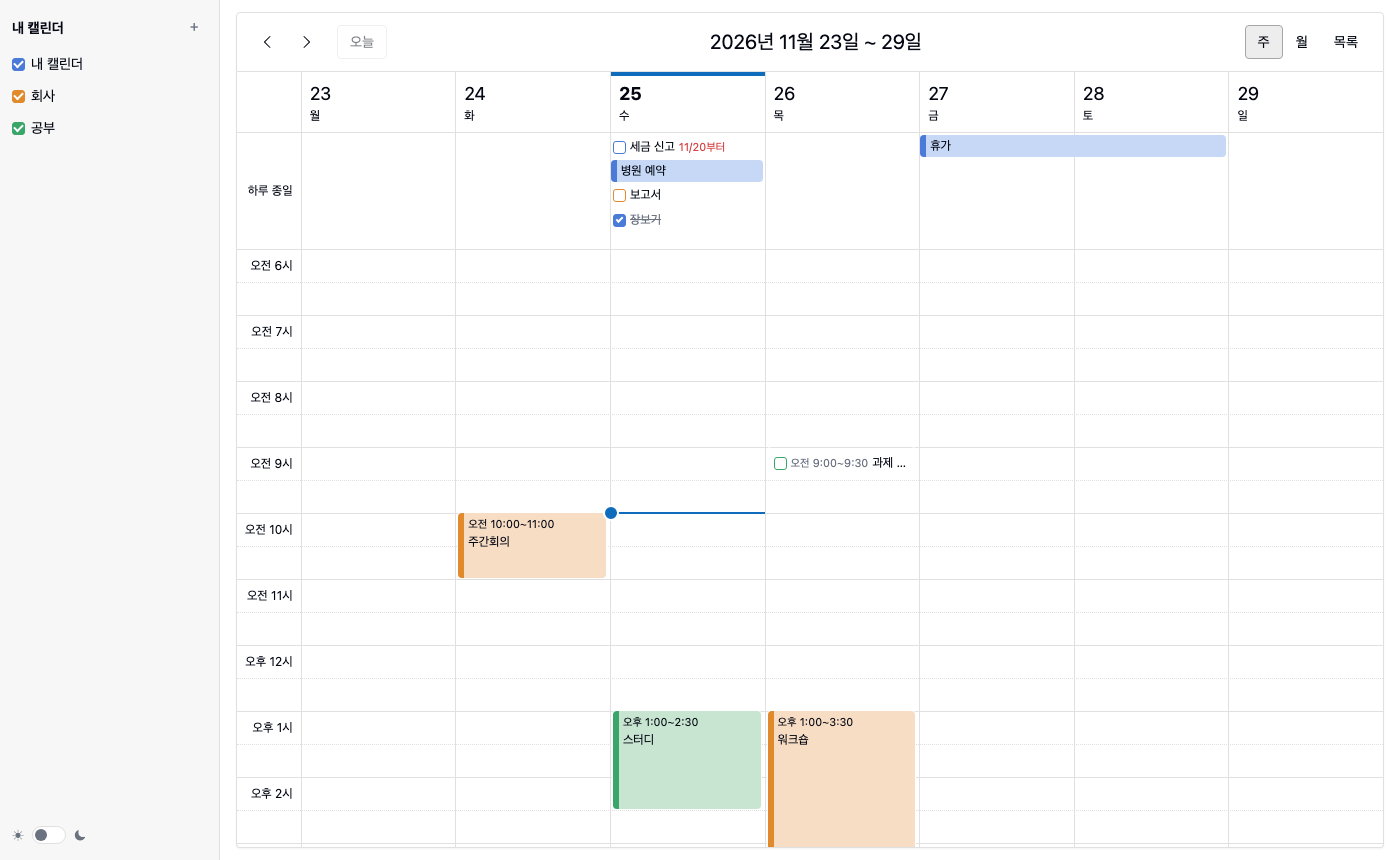 내 캘린더 +
내 캘린더
회사
공부
오늘
2026년 11월 23일 ~ 29일
주 월 목록
23 24 25 26 27 28 29
월 화 수 목 금 토 일
하루 종일
세금 신고 11/20부터
병원 예약
보고서
장보기
휴가
오전 6시
오전 7시
오전 8시
오전 9시
오전 9:00~9:30 과제 ...
오전 10시
오전 10:00~11:00
주간회의
오전 11시
오후 12시
오후 1시
오후 1:00~2:30
스터디
오후 1:00~3:30
워크숍
오후 2시